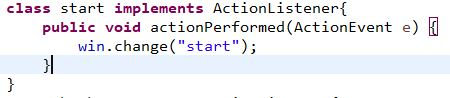 class start implements ActionListener{
    public void actionPerformed(ActionEvent e) {
        win.change("start");
    }
}